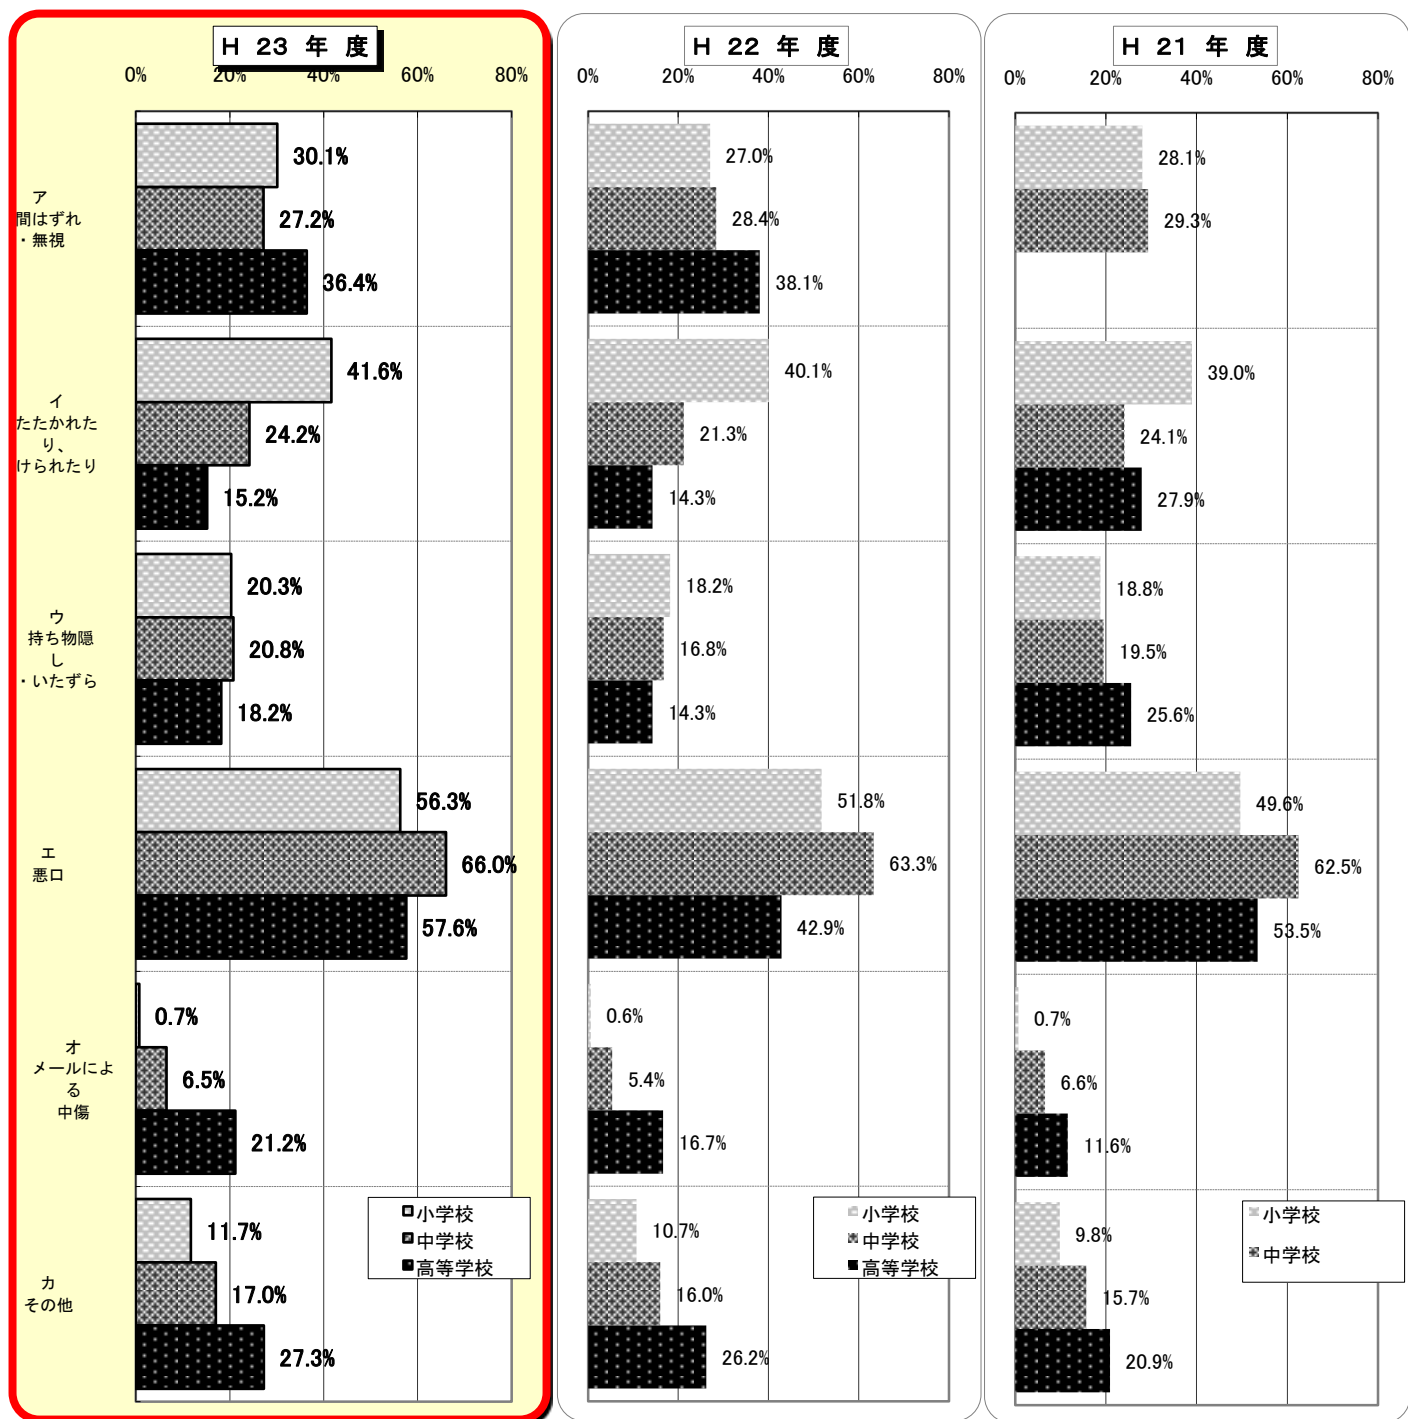 H 23 年 度
0% 20% 40% 60% 80%
ア
間はずれ
・無視
30.1%
27.2%
36.4%
イ
たたかれた
り、
けられたり
41.6%
24.2%
15.2%
ウ
持ち物隠
し
・いたずら
20.3%
20.8%
18.2%
エ
悪口
56.3%
66.0%
57.6%
オ
メールによ
る
中傷
0.7%
6.5%
21.2%
カ
その他
11.7%
17.0%
27.3%
小学校
中学校
高等学校
H 22 年 度
0% 20% 40% 60% 80%
27.0%
28.4%
38.1%
40.1%
21.3%
14.3%
18.2%
16.8%
14.3%
51.8%
63.3%
42.9%
0.6%
5.4%
16.7%
10.7%
16.0%
26.2%
小学校
中学校
高等学校
H 21 年 度
0% 20% 40% 60% 80%
28.1%
29.3%
39.0%
24.1%
27.9%
18.8%
19.5%
25.6%
49.6%
62.5%
53.5%
0.7%
6.6%
11.6%
9.8%
15.7%
20.9%
小学校
中学校